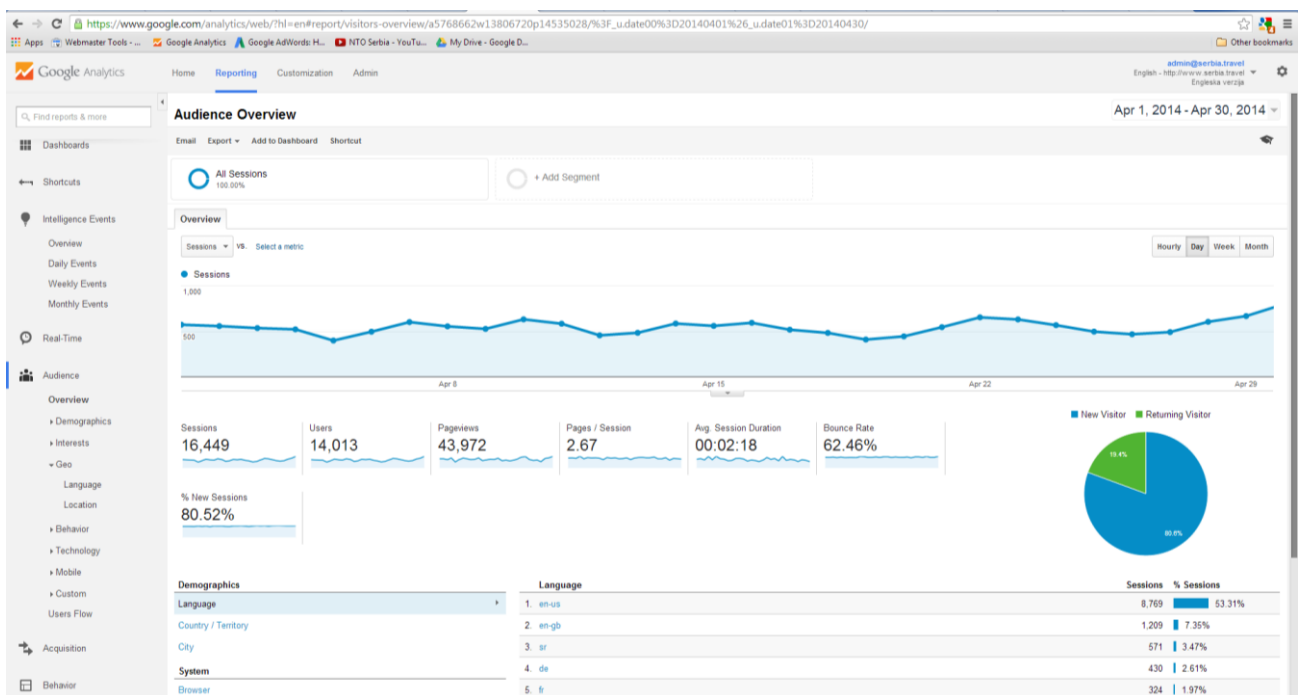 https://www.google.com/analytics/web/?hl=en#report/visitors-overview/a5768662w13806720p14535028/%3F_u.date00%3D20140401%26_u.date01%3D20140430/
Apps Webmaster Tools - ... Google Analytics Google AdWords: H... NTO Serbia - YouTu... My Drive - Google D... Other bookmarks
Google Analytics Home Reporting Customization Admin
admin@serbia.travel
English - http://www.serbia.travel
Engleska verzija
Find reports & more
Audience Overview
Apr 1, 2014 - Apr 30, 2014
Email Export Add to Dashboard Shortcut
Dashboards
All Sessions
100.00%
+ Add Segment
Shortcuts
Intelligence Events
Overview
Daily Events
Weekly Events
Monthly Events
Overview
Sessions VS. Select a metric
Hourly Day Week Month
Sessions
1,000
500
Apr 8 Apr 15 Apr 22 Apr 29
Real-Time
Audience
Overview
Demographics
Interests
Geo
Language
Location
Behavior
Technology
Mobile
Custom
Users Flow
Acquisition
Behavior
New Visitor Returning Visitor
19.4%
80.6%
Sessions Users Pageviews Pages / Session Avg. Session Duration Bounce Rate
16,449 14,013 43,972 2.67 00:02:18 62.46%
% New Sessions
80.52%
Demographics
Language
Country / Territory
City
System
Browser
Language Sessions % Sessions
1. en-us 8,769 53.31%
2. en-gb 1,209 7.35%
3. sr 571 3.47%
4. de 430 2.61%
5. fr 324 1.97%